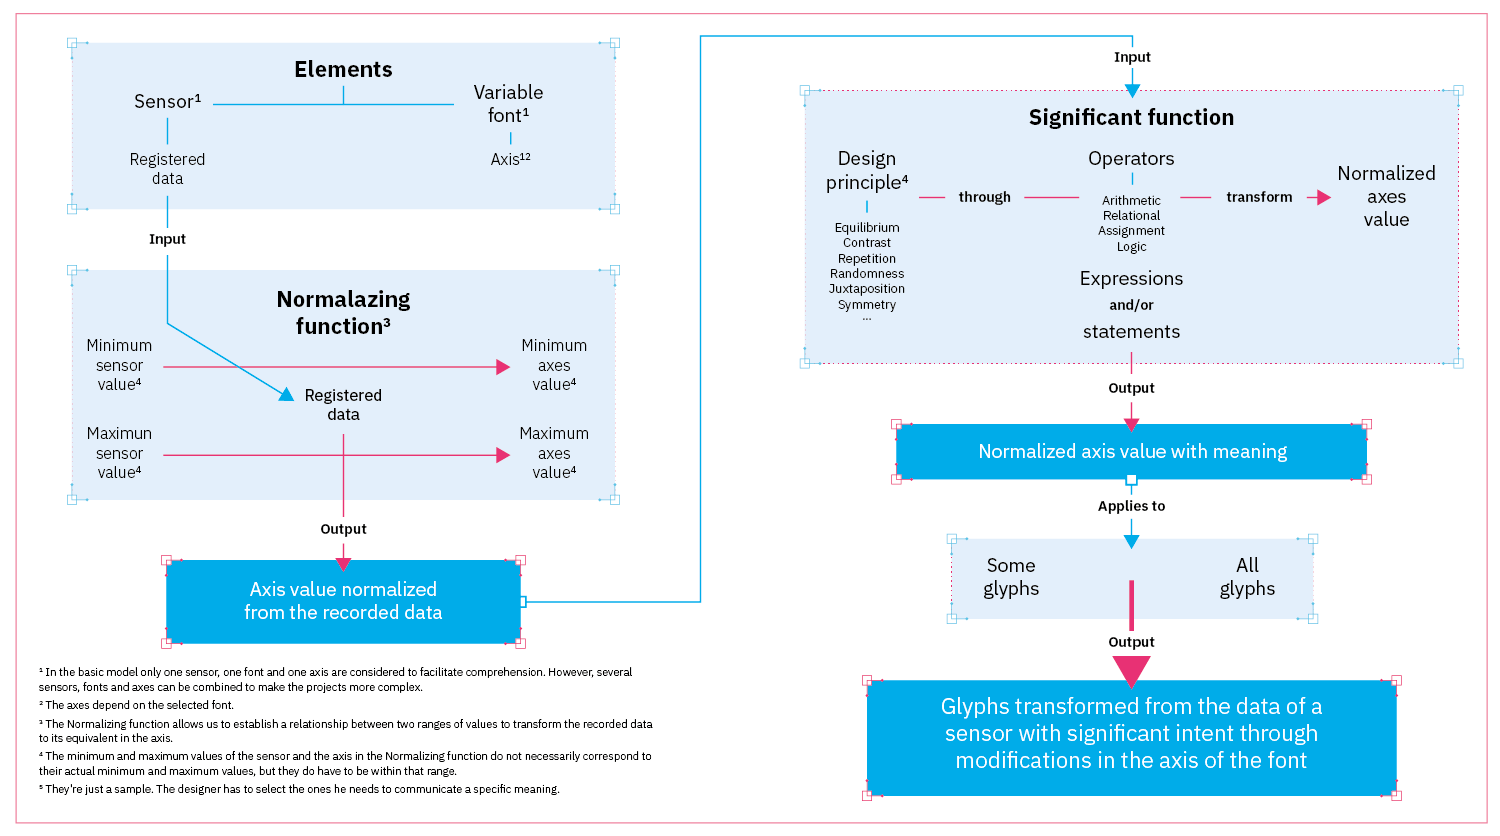 Elements
Sensor¹
Variable
font¹
Registered
data
Axis¹²
Input
Normalazing
function³
Minimum
sensor
value⁴
Minimum
axes
value⁴
Registered
data
Maximun
sensor
value⁴
Maximum
axes
value⁴
Output
Axis value normalized
from the recorded data
¹ In the basic model only one sensor, one font and one axis are considered to facilitate comprehension. However, several
sensors, fonts and axes can be combined to make the projects more complex.
² The axes depend on the selected font.
³ The Normalizing function allows us to establish a relationship between two ranges of values to transform the recorded data
to its equivalent in the axis.
⁴ The minimum and maximum values of the sensor and the axis in the Normalizing function do not necessarily correspond to
their actual minimum and maximum values, but they do have to be within that range.
⁵ They're just a sample. The designer has to select the ones he needs to communicate a specific meaning.
Input
Significant function
Design
principle⁴
Equilibrium
Contrast
Repetition
Randomness
Juxtaposition
Symmetry
...
through
Operators
Arithmetic
Relational
Assignment
Logic
transform
Normalized
axes
value
Expressions
and/or
statements
Output
Normalized axis value with meaning
Applies to
Some
glyphs
All
glyphs
Output
Glyphs transformed from the data of a
sensor with significant intent through
modifications in the axis of the font